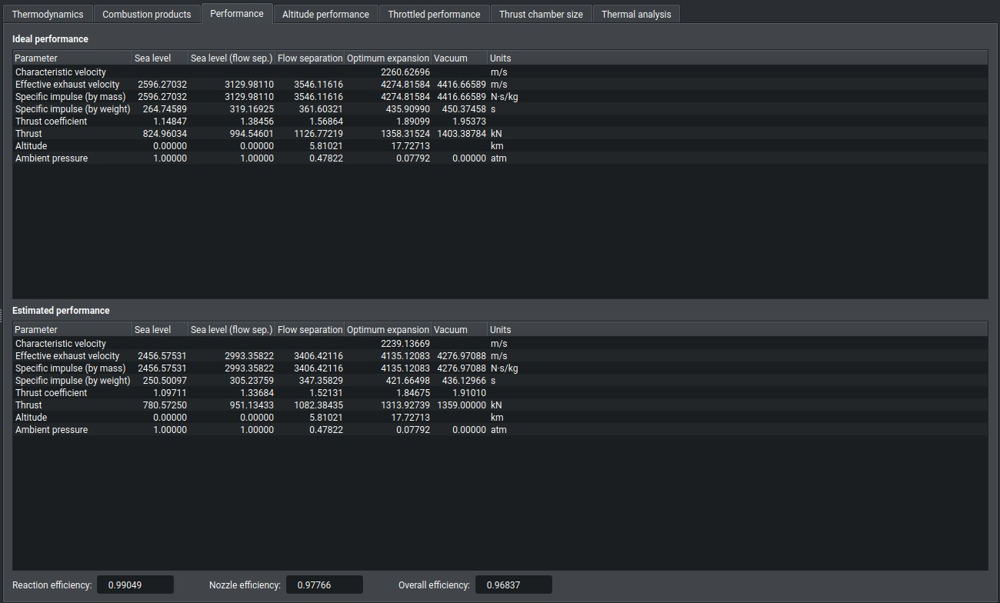 Thermodynamics Combustion products Performance Altitude performance Throttled performance Thrust chamber size Thermal analysis
Ideal performance
Parameter Sea level Sea level (flow sep.) Flow separation Optimum expansion Vacuum Units
Characteristic velocity 2260.62696 m/s
Effective exhaust velocity 2596.27032 3129.98110 3546.11616 4274.81584 4416.66589 m/s
Specific impulse (by mass) 2596.27032 3129.98110 3546.11616 4274.81584 4416.66589 N·s/kg
Specific impulse (by weight) 264.74589 319.16925 361.60321 435.90990 450.37458 s
Thrust coefficient 1.14847 1.38456 1.56864 1.89099 1.95373
Thrust 824.96034 994.54601 1126.77219 1358.31524 1403.38784 kN
Altitude 0.00000 0.00000 5.81021 17.72713 km
Ambient pressure 1.00000 1.00000 0.47822 0.07792 0.00000 atm
Estimated performance
Parameter Sea level Sea level (flow sep.) Flow separation Optimum expansion Vacuum Units
Characteristic velocity 2239.13669 m/s
Effective exhaust velocity 2456.57531 2993.35822 3406.42116 4135.12083 4276.97088 m/s
Specific impulse (by mass) 2456.57531 2993.35822 3406.42116 4135.12083 4276.97088 N·s/kg
Specific impulse (by weight) 250.50097 305.23759 347.35829 421.66498 436.12966 s
Thrust coefficient 1.09711 1.33684 1.52131 1.84675 1.91010
Thrust 780.57250 951.13433 1082.38435 1313.92739 1359.00000 kN
Altitude 0.00000 0.00000 5.81021 17.72713 km
Ambient pressure 1.00000 1.00000 0.47822 0.07792 0.00000 atm
Reaction efficiency: 0.99049 Nozzle efficiency: 0.97766 Overall efficiency: 0.96837